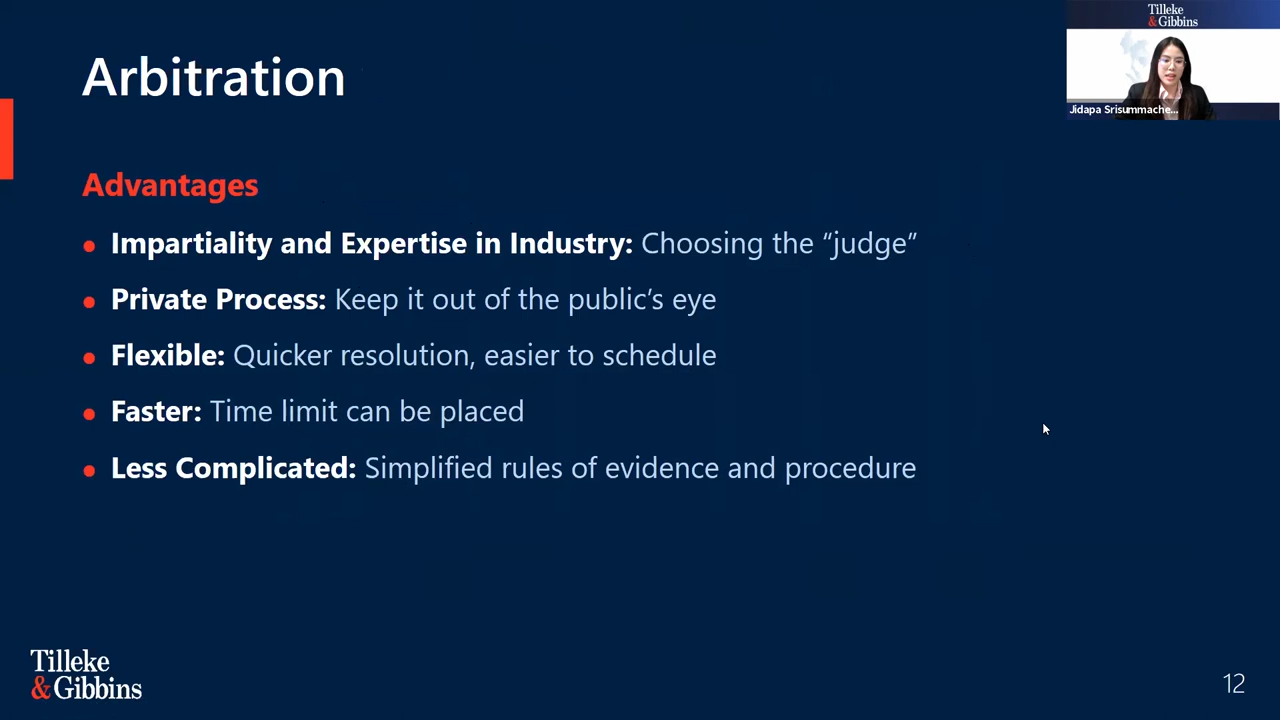 Arbitration
Tilleke
&Gibbins
Jidapa Srisummache...
Advantages
• Impartiality and Expertise in Industry: Choosing the “judge”
• Private Process: Keep it out of the public’s eye
• Flexible: Quicker resolution, easier to schedule
• Faster: Time limit can be placed
• Less Complicated: Simplified rules of evidence and procedure
Tilleke
&Gibbins
12